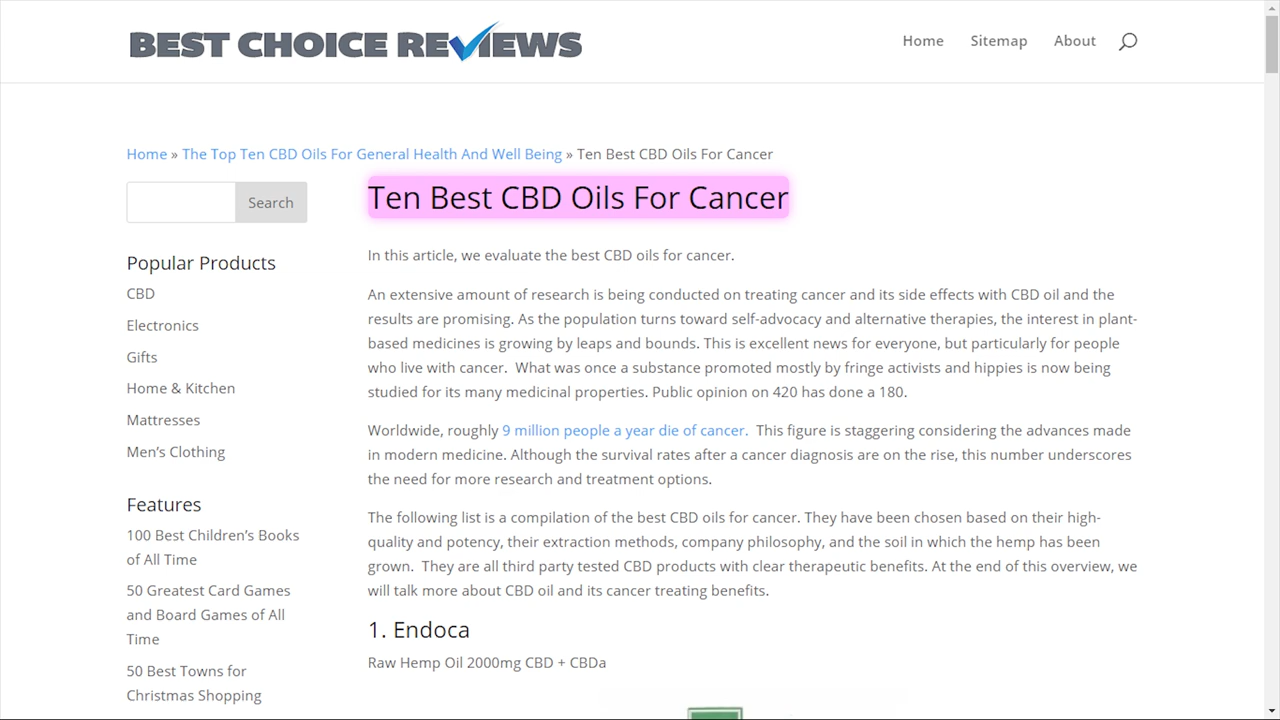 BEST CHOICE REVIEWS
Home
Sitemap
About
Home » The Top Ten CBD Oils For General Health And Well Being » Ten Best CBD Oils For Cancer
Search
Popular Products
CBD
Electronics
Gifts
Home & Kitchen
Mattresses
Men’s Clothing
Features
100 Best Children’s Books
of All Time
50 Greatest Card Games
and Board Games of All
Time
50 Best Towns for
Christmas Shopping
Ten Best CBD Oils For Cancer
In this article, we evaluate the best CBD oils for cancer.
An extensive amount of research is being conducted on treating cancer and its side effects with CBD oil and the
results are promising. As the population turns toward self-advocacy and alternative therapies, the interest in plant-
based medicines is growing by leaps and bounds. This is excellent news for everyone, but particularly for people
who live with cancer.  What was once a substance promoted mostly by fringe activists and hippies is now being
studied for its many medicinal properties. Public opinion on 420 has done a 180.
Worldwide, roughly 9 million people a year die of cancer.  This figure is staggering considering the advances made
in modern medicine. Although the survival rates after a cancer diagnosis are on the rise, this number underscores
the need for more research and treatment options.
The following list is a compilation of the best CBD oils for cancer. They have been chosen based on their high-
quality and potency, their extraction methods, company philosophy, and the soil in which the hemp has been
grown.  They are all third party tested CBD products with clear therapeutic benefits. At the end of this overview, we
will talk more about CBD oil and its cancer treating benefits.
1. Endoca
Raw Hemp Oil 2000mg CBD + CBDa